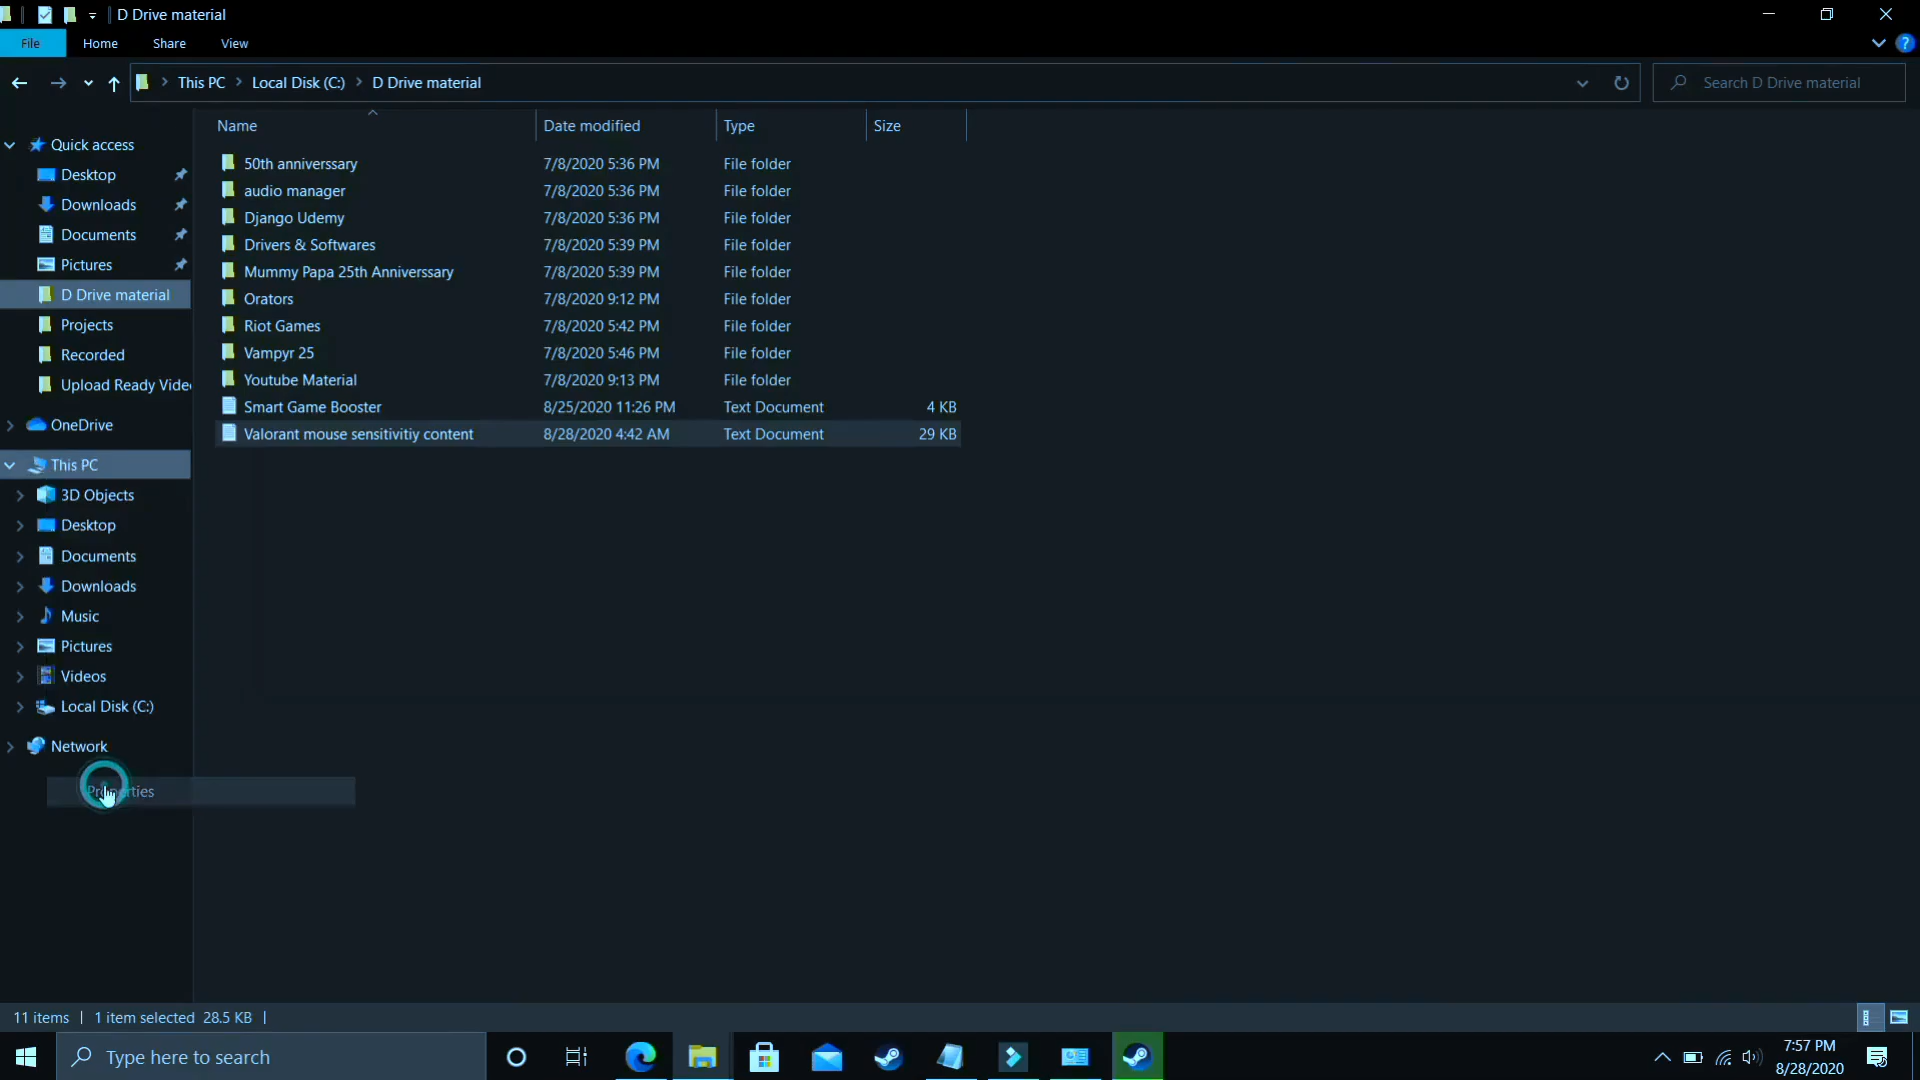 D Drive material
File Home Share View
This PC Local Disk (C:) D Drive material
Search D Drive material
Name Date modified Type Size
Quick access
Desktop
Downloads
Documents
Pictures
D Drive material
Projects
Recorded
Upload Ready Vide
OneDrive
This PC
3D Objects
Desktop
Documents
Downloads
Music
Pictures
Videos
Local Disk (C:)
Network
50th anniverssary 7/8/2020 5:36 PM File folder
audio manager 7/8/2020 5:36 PM File folder
Django Udemy 7/8/2020 5:36 PM File folder
Drivers & Softwares 7/8/2020 5:39 PM File folder
Mummy Papa 25th Anniverssary 7/8/2020 5:39 PM File folder
Orators 7/8/2020 9:12 PM File folder
Riot Games 7/8/2020 5:42 PM File folder
Vampyr 25 7/8/2020 5:46 PM File folder
Youtube Material 7/8/2020 9:13 PM File folder
Smart Game Booster 8/25/2020 11:26 PM Text Document 4 KB
Valorant mouse sensitivitiy content 8/28/2020 4:42 AM Text Document 29 KB
Properties
11 items 1 item selected 28.5 KB
Type here to search
7:57 PM
8/28/2020